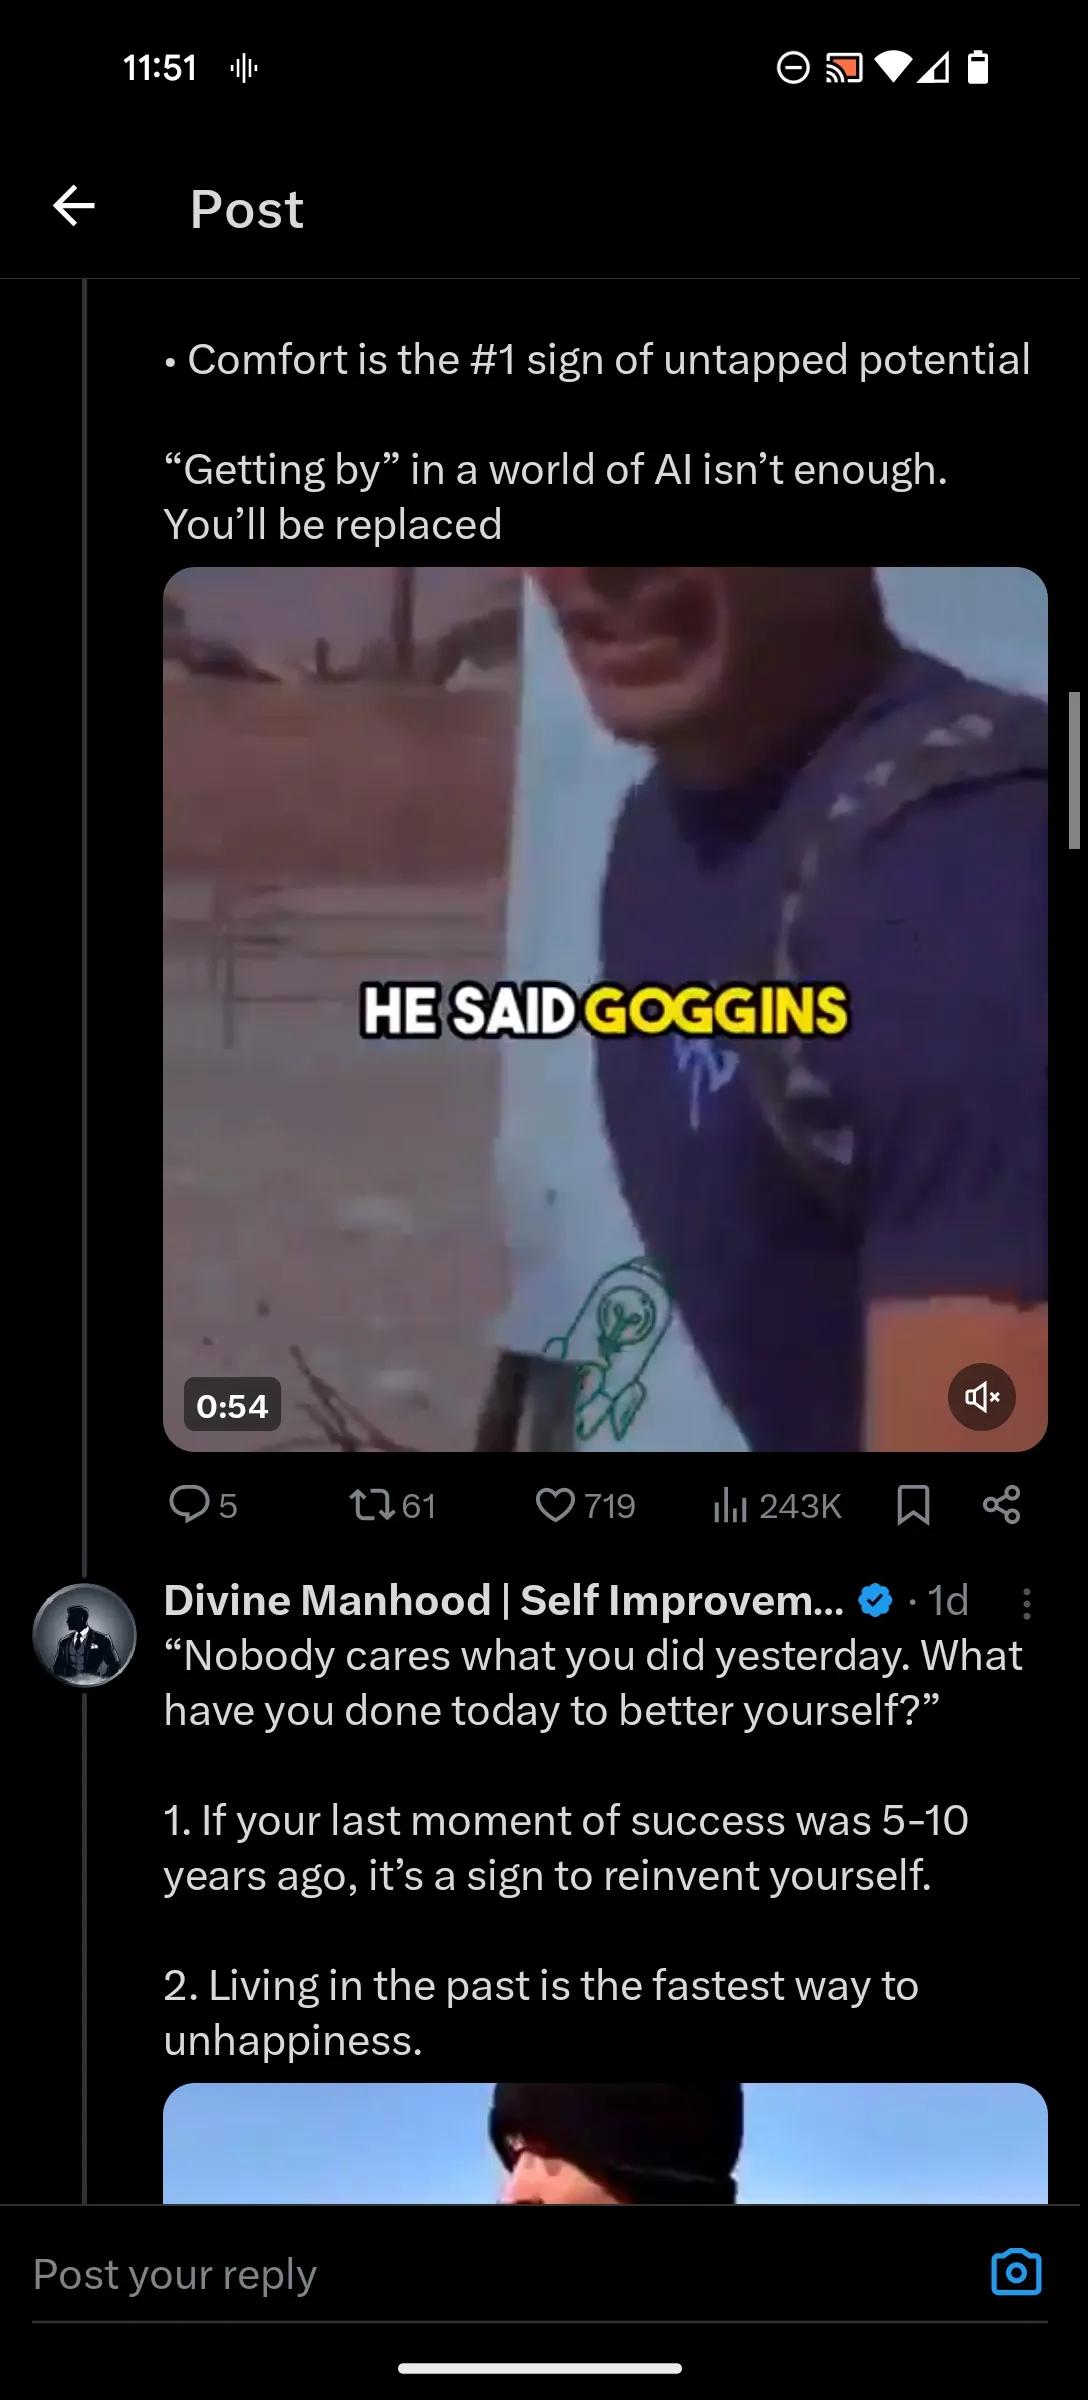 11:51
Post
• Comfort is the #1 sign of untapped potential
“Getting by” in a world of AI isn’t enough.
You’ll be replaced
HE SAID GOGGINS
0:54
5 61 719 243K
Divine Manhood | Self Improvem... · 1d
“Nobody cares what you did yesterday. What
have you done today to better yourself?”
1. If your last moment of success was 5-10
years ago, it’s a sign to reinvent yourself.
2. Living in the past is the fastest way to
unhappiness.
Post your reply